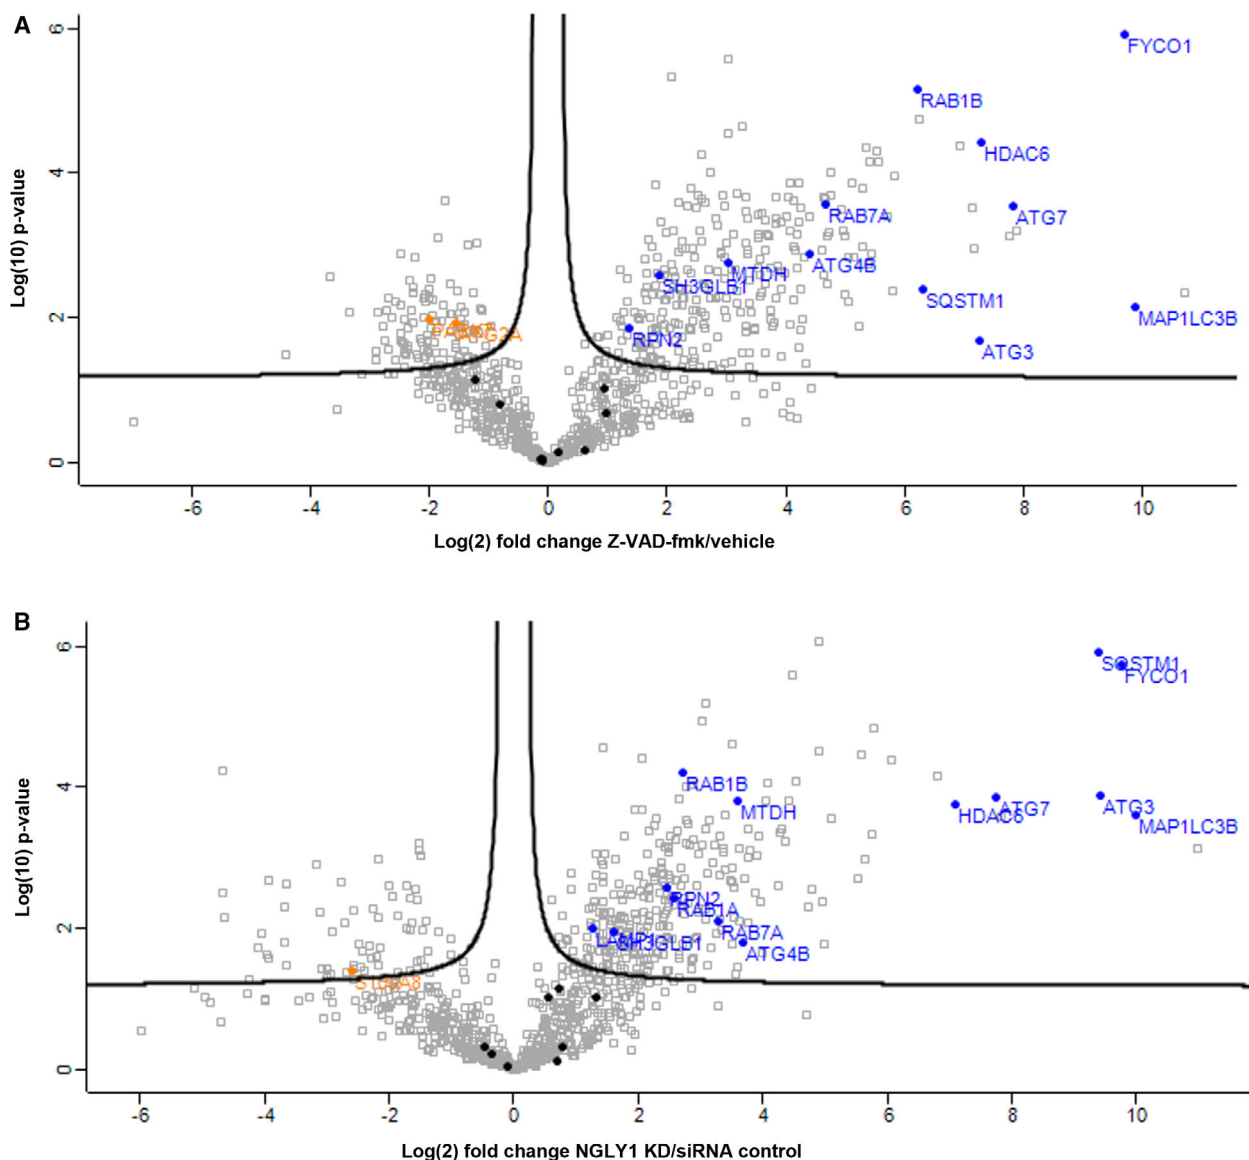 A
6
FYCO1
RAB1B
HDAC6
4
RAB7A
ATG7
ATG4B
MTDH
SH3GLB1
SQSTM1
2
MAP1LC3B
RPN2
ATG3
0
Log(10) p-value
-6 -4 -2 0 2 4 6 8 10
Log(2) fold change Z-VAD-fmk/vehicle
B
6
SQSTM1
FYCO1
RAB1B
4
MTDH
HDAC6
ATG7
ATG3
MAP1LC3B
RPN2
RAB1A
2
RAB7A
SH3GLB1
ATG4B
S100A8
0
Log(10) p-value
-6 -4 -2 0 2 4 6 8 10
Log(2) fold change NGLY1 KD/siRNA control